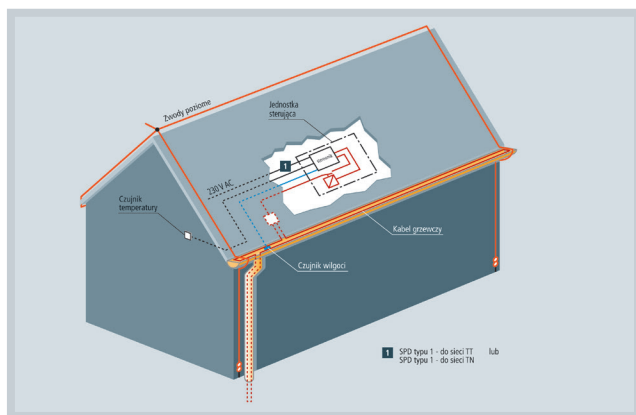 Zwody poziome
Jednostka
sterująca
1
230 V AC
Czujnik
temperatury
Kabel grzewczy
Czujnik wilgoci
1 SPD typu 1 - do sieci TT lub
SPD typu 1 - do sieci TN